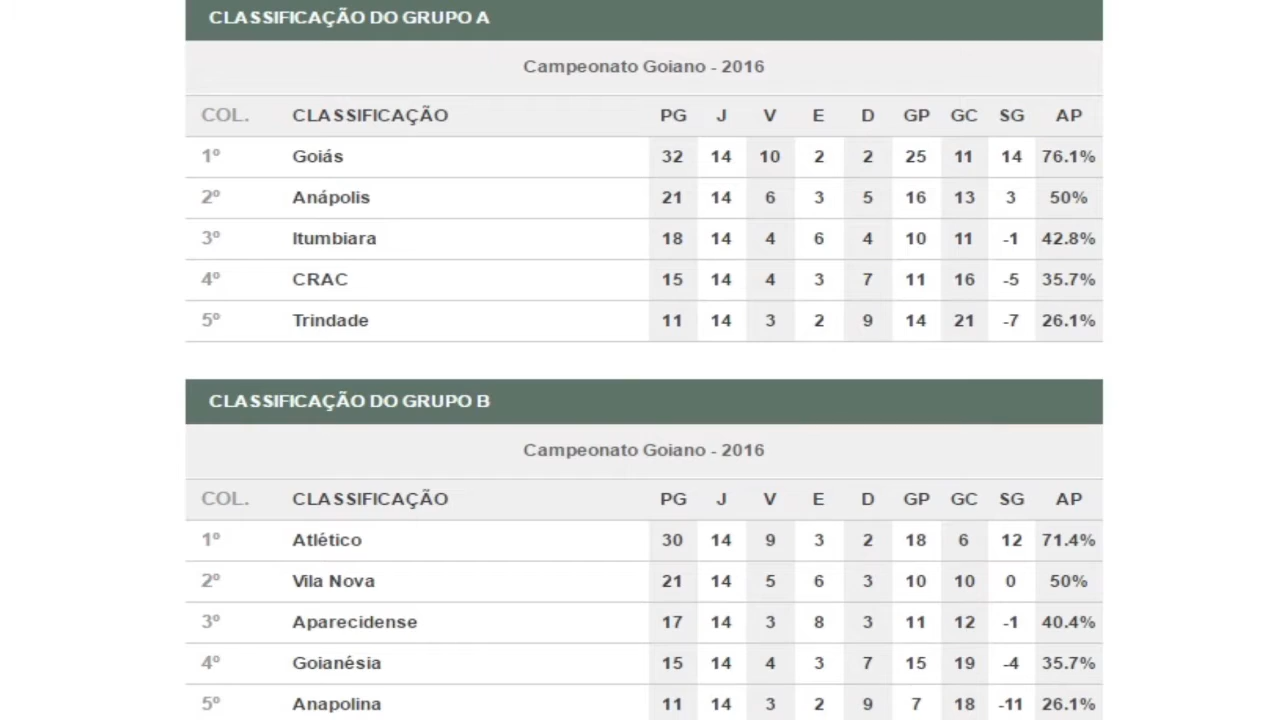 CLASSIFICAÇÃO DO GRUPO A
Campeonato Goiano - 2016
COL. CLASSIFICAÇÃO PG J V E D GP GC SG AP
1º Goiás 32 14 10 2 2 25 11 14 76.1%
2º Anápolis 21 14 6 3 5 16 13 3 50%
3º Itumbiara 18 14 4 6 4 10 11 -1 42.8%
4º CRAC 15 14 4 3 7 11 16 -5 35.7%
5º Trindade 11 14 3 2 9 14 21 -7 26.1%
CLASSIFICAÇÃO DO GRUPO B
Campeonato Goiano - 2016
COL. CLASSIFICAÇÃO PG J V E D GP GC SG AP
1º Atlético 30 14 9 3 2 18 6 12 71.4%
2º Vila Nova 21 14 5 6 3 10 10 0 50%
3º Aparecidense 17 14 3 8 3 11 12 -1 40.4%
4º Goianésia 15 14 4 3 7 15 19 -4 35.7%
5º Anapolina 11 14 3 2 9 7 18 -11 26.1%